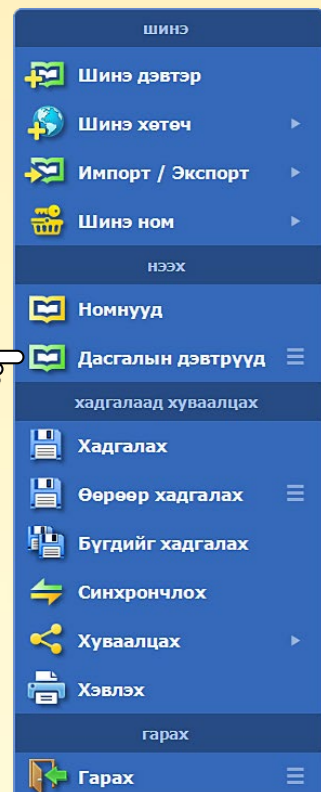 шинэ
Шинэ дэвтэр
Шинэ хөтөч
Импорт / Экспорт
Шинэ ном
нээх
Номнууд
Дасгалын дэвтрүүд
хадгалаад хуваалцах
Хадгалах
Өөрөөр хадгалах
Бүгдийг хадгалах
Синхрончлох
Хуваалцах
Хэвлэх
гарах
Гарах